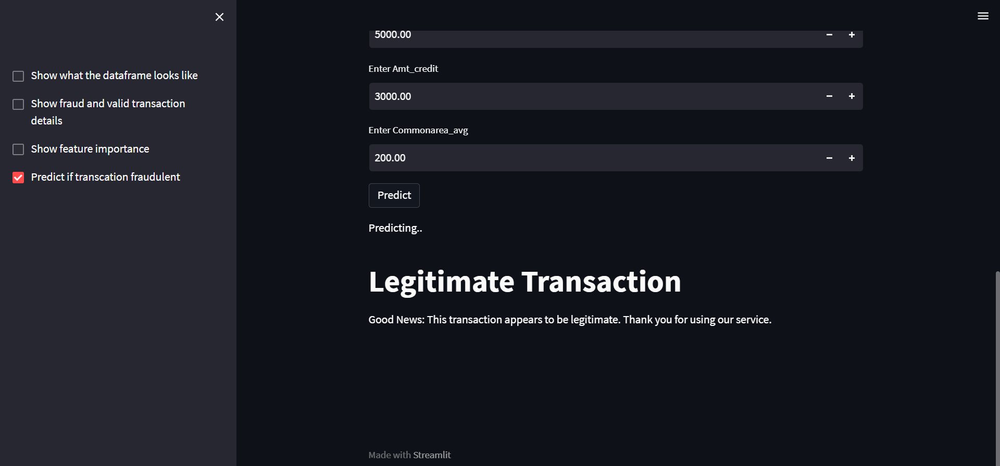 Show what the dataframe looks like
Show fraud and valid transaction
details
Show feature importance
Predict if transcation fraudulent
5000.00
Enter Amt_credit
3000.00
Enter Commonarea_avg
200.00
Predict
Predicting..
Legitimate Transaction
Good News: This transaction appears to be legitimate. Thank you for using our service.
Made with Streamlit